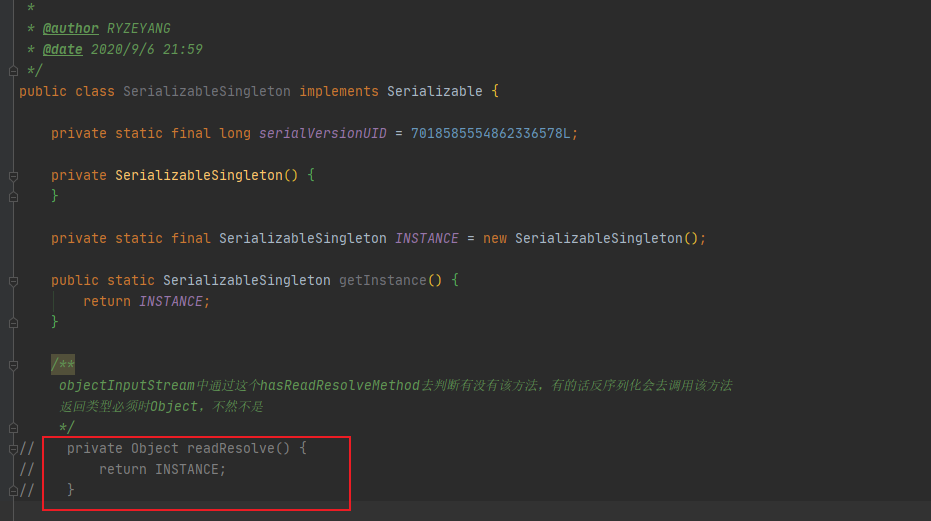 *
* @author RYZEYANG
* @date 2020/9/6 21:59
*/
public class SerializableSingleton implements Serializable {
private static final long serialVersionUID = 7018585554862336578L;
private SerializableSingleton() {
}
private static final SerializableSingleton INSTANCE = new SerializableSingleton();
public static SerializableSingleton getInstance() {
return INSTANCE;
}
/**
objectInputStream中通过这个hasReadResolveMethod去判断有没有该方法，有的话反序列化会去调用该方法
返回类型必须时Object，不然不是
*/
// private Object readResolve() {
// return INSTANCE;
// }